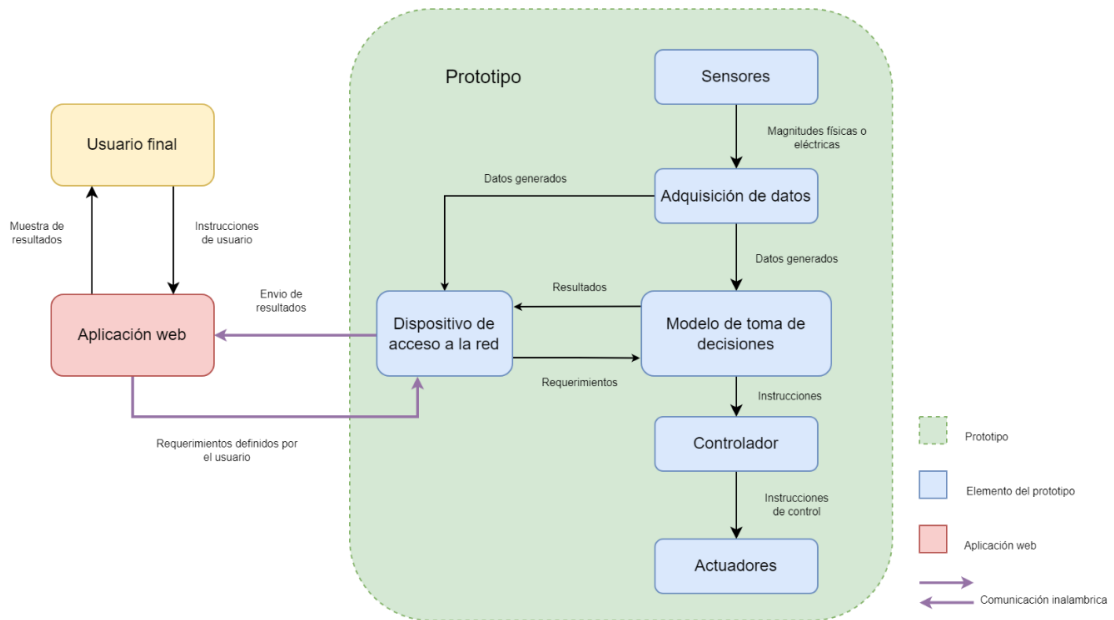 Prototipo
Sensores
Magnitudes físicas o
eléctricas
Usuario final
Datos generados
Adquisición de datos
Muestra de
resultados
Instrucciones
de usuario
Datos generados
Envio de
resultados
Resultados
Aplicación web
Dispositivo de
acceso a la red
Modelo de toma de
decisiones
Requerimientos
Instrucciones
Requerimientos definidos por
el usuario
Controlador
Prototipo
Instrucciones
de control
Elemento del prototipo
Actuadores
Aplicación web
Comunicación inalambrica